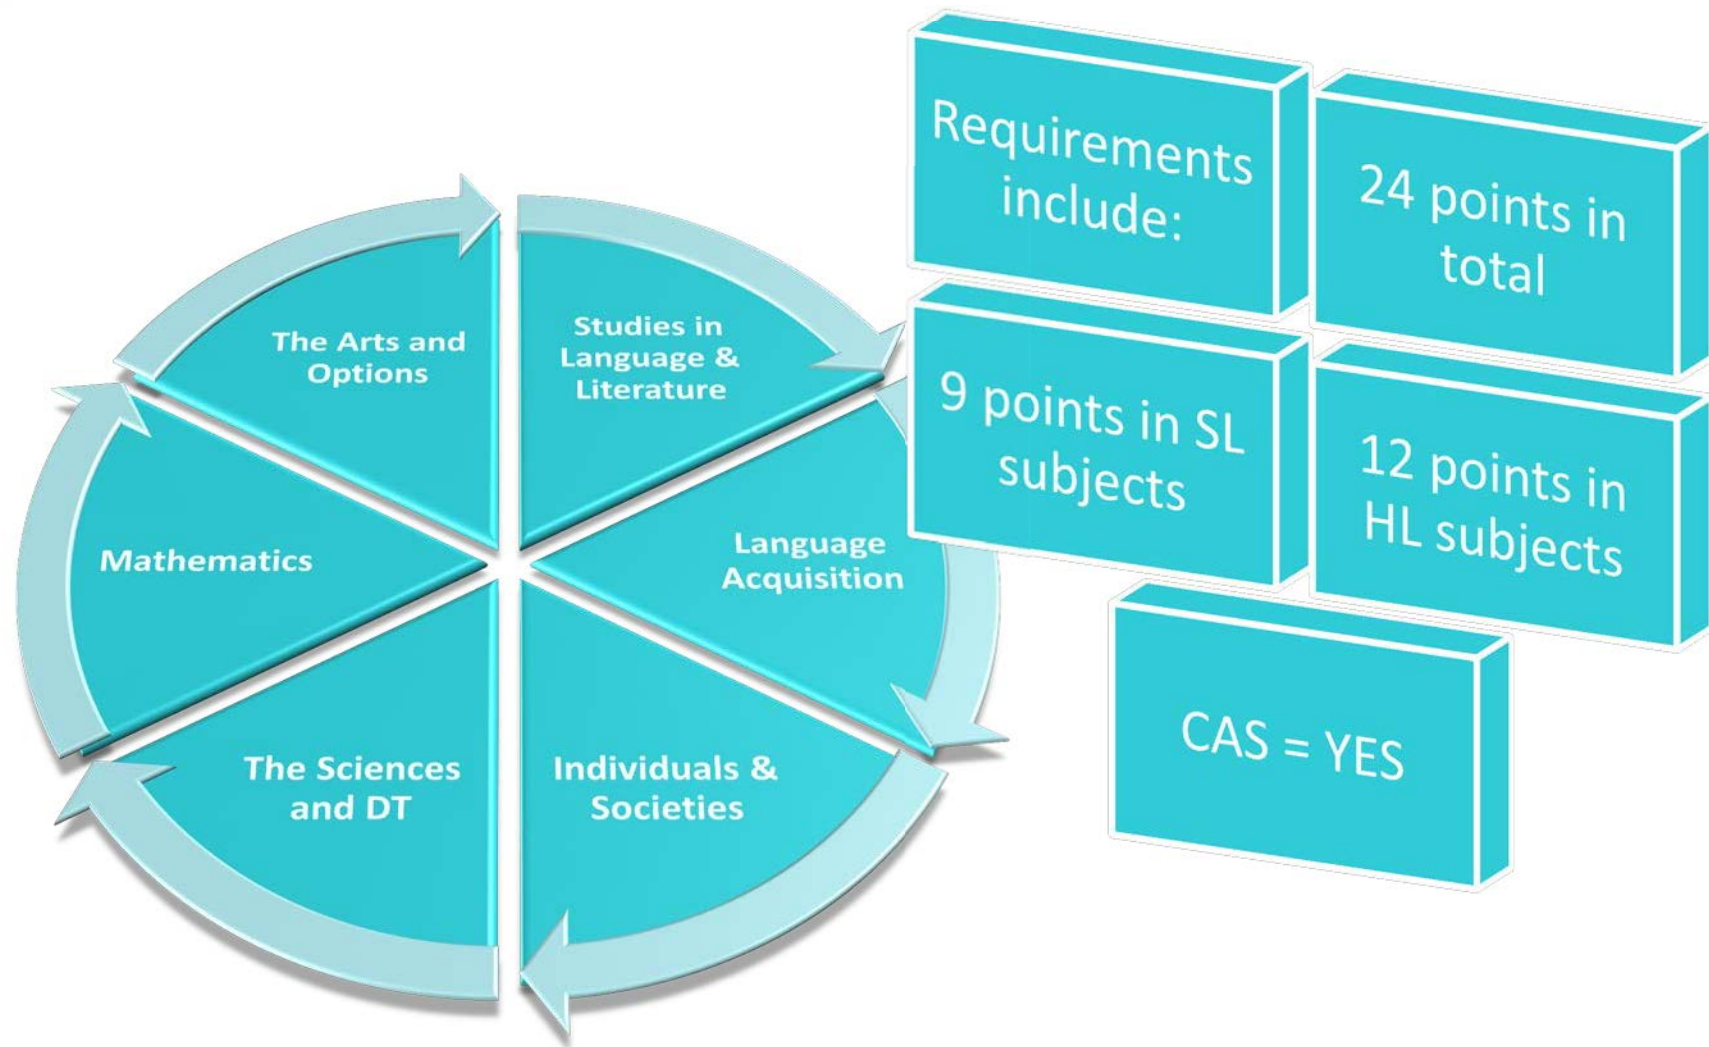 Studies in
Language &
Literature
Language
Acquisition
Individuals &
Societies
The Sciences
and DT
Mathematics
The Arts and
Options
Requirements
include:
24 points in
total
9 points in SL
subjects
12 points in
HL subjects
CAS = YES